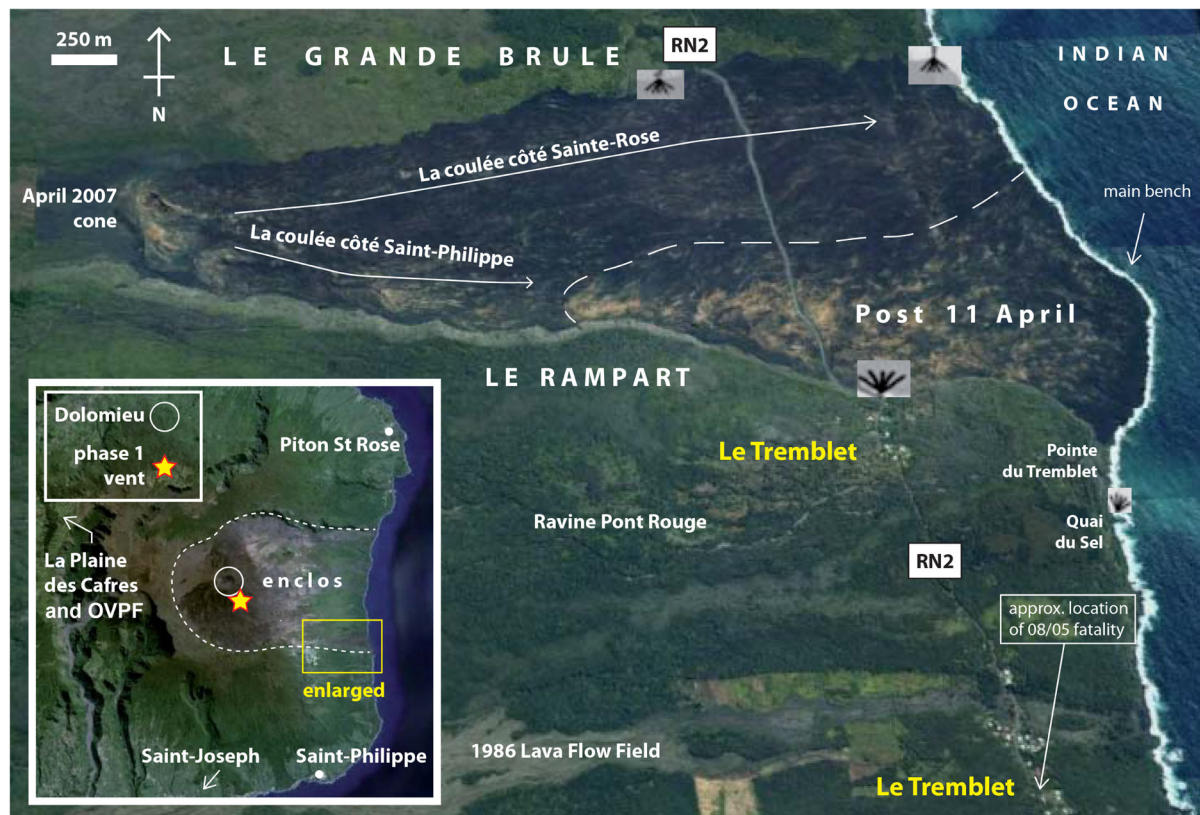 250 m
N
LE GRANDE BRULE
RN2
INDIAN
OCEAN
La coulée côté Sainte-Rose
April 2007
cone
main bench
La coulée côté Saint-Philippe
Post 11 April
LE RAMPART
Le Tremblet
Pointe
du Tremblet
Ravine Pont Rouge
Quai
du Sel
RN2
approx. location
of 08/05 fatality
1986 Lava Flow Field
Le Tremblet
Dolomieu
phase 1
vent
Piton St Rose
La Plaine
des Cafres
and OVPF
enclos
enlarged
Saint-Joseph
Saint-Philippe